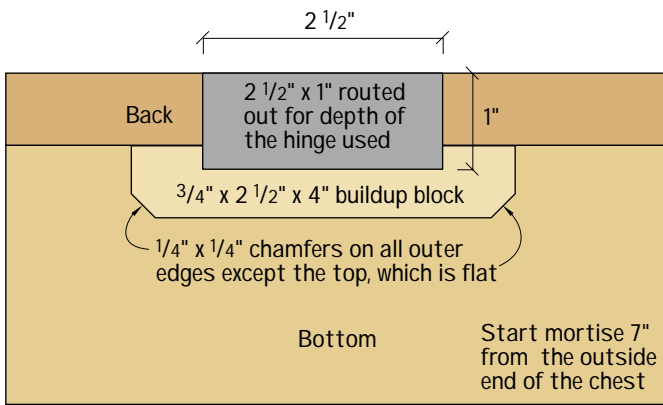 2 1/2"
2 1/2" x 1" routed
out for depth of
the hinge used
Back
1"
3/4" x 2 1/2" x 4" buildup block
1/4" x 1/4" chamfers on all outer
edges except the top, which is flat
Bottom
Start mortise 7"
from the outside
end of the chest